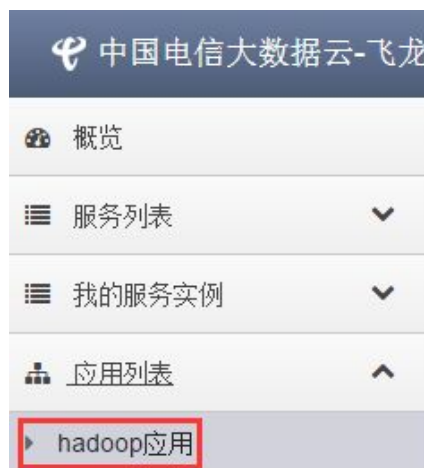 中国电信大数据云-飞龙
概览
服务列表
我的服务实例
应用列表
hadoop应用